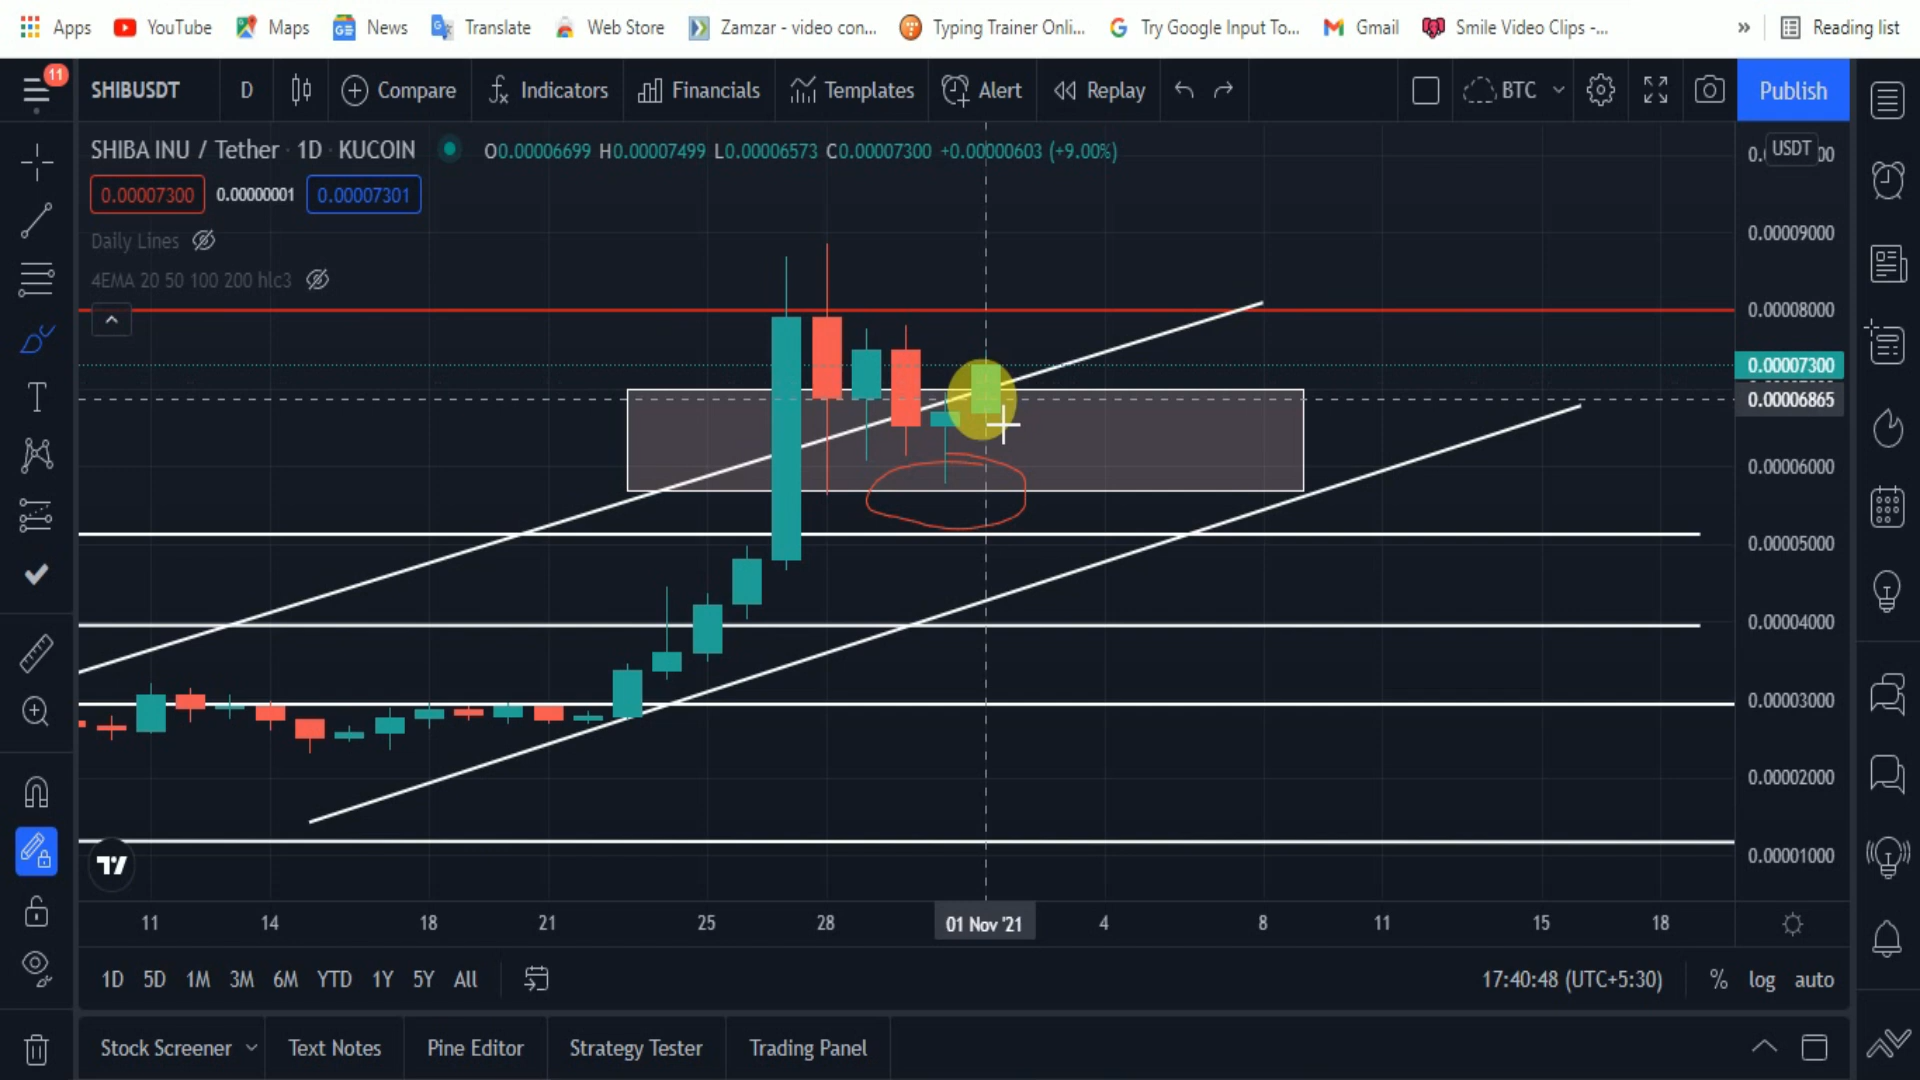 Apps YouTube Maps News Translate Web Store Zamzar - video con... Typing Trainer Onli... Try Google Input To... Gmail Smile Video Clips -... » Reading list
11
SHIBUSDT D Compare Indicators Financials Templates Alert Replay BTC Publish
SHIBA INU / Tether · 1D · KUCOIN O0.00006699 H0.00007499 L0.00006573 C0.00007300 +0.00000603 (+9.00%)
USDT
0.00007300 0.00000001 0.00007301
Daily Lines
4EMA 20 50 100 200 hlc3
0.00009000
0.00008000
0.00007300
0.00006865
0.00006000
0.00005000
0.00004000
0.00003000
0.00002000
0.00001000
11 14 18 21 25 28 01 Nov '21 4 8 11 15 18
1D 5D 1M 3M 6M YTD 1Y 5Y All 17:40:48 (UTC+5:30) % log auto
Stock Screener Text Notes Pine Editor Strategy Tester Trading Panel